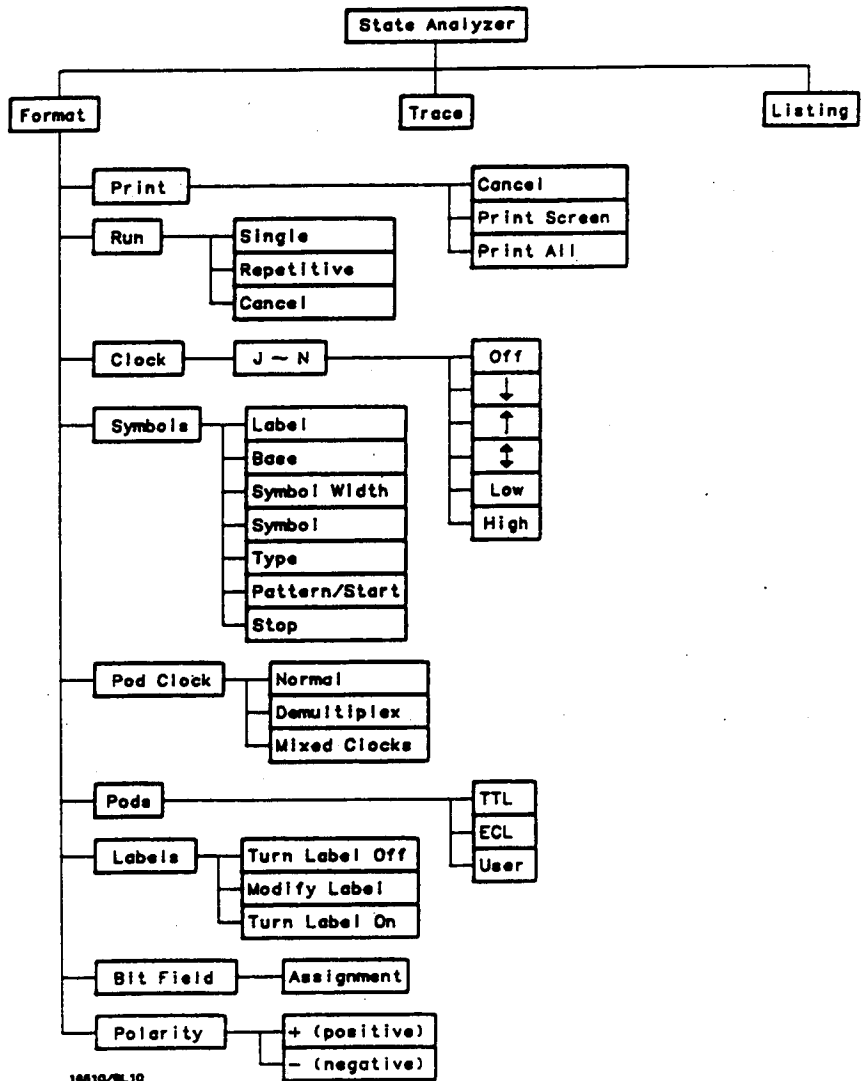 State Analyzer
Format
Trace
Listing
Print
Cancel
Print Screen
Print All
Run
Single
Repetitive
Cancel
Clock
J ~ N
Off
↓
↑
↕
Low
High
Symbols
Label
Base
Symbol Width
Symbol
Type
Pattern/Start
Stop
Pod Clock
Normal
Demultiplex
Mixed Clocks
Pods
TTL
ECL
User
Labels
Turn Label Off
Modify Label
Turn Label On
Bit Field
Assignment
Polarity
+ (positive)
- (negative)
16510/BL10